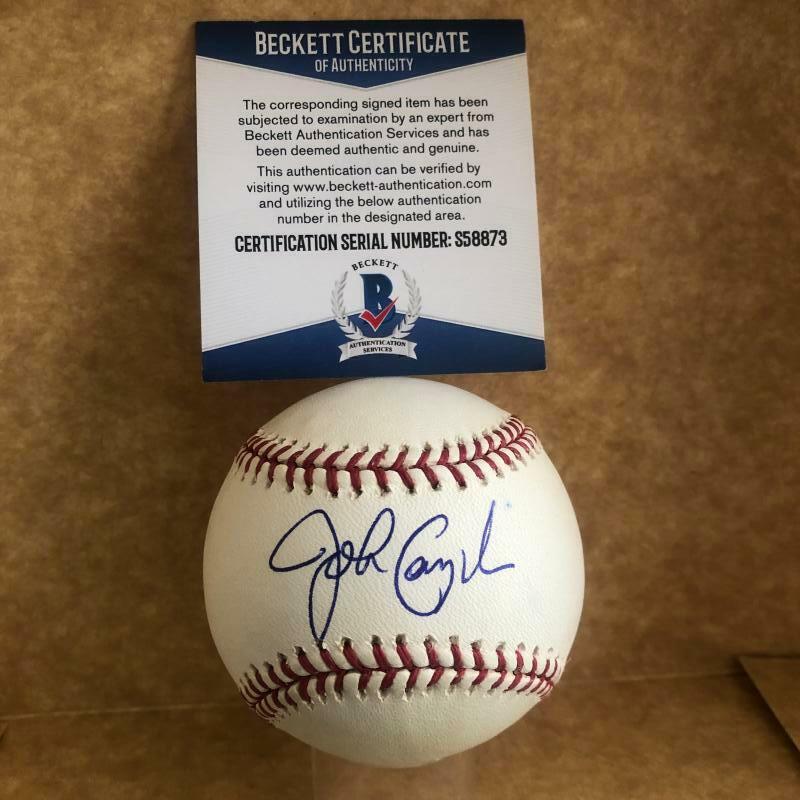 BECKETT CERTIFICATE
OF AUTHENTICITY
The corresponding signed item has been
subjected to examination by an expert from
Beckett Authentication Services and has
been deemed authentic and genuine.
This authentication can be verified by
visiting www.beckett-authentication.com
and utilizing the below authentication
number in the designated area.
CERTIFICATION SERIAL NUMBER: S58873
BECKETT
B
AUTHENTICATION
SERVICES
John